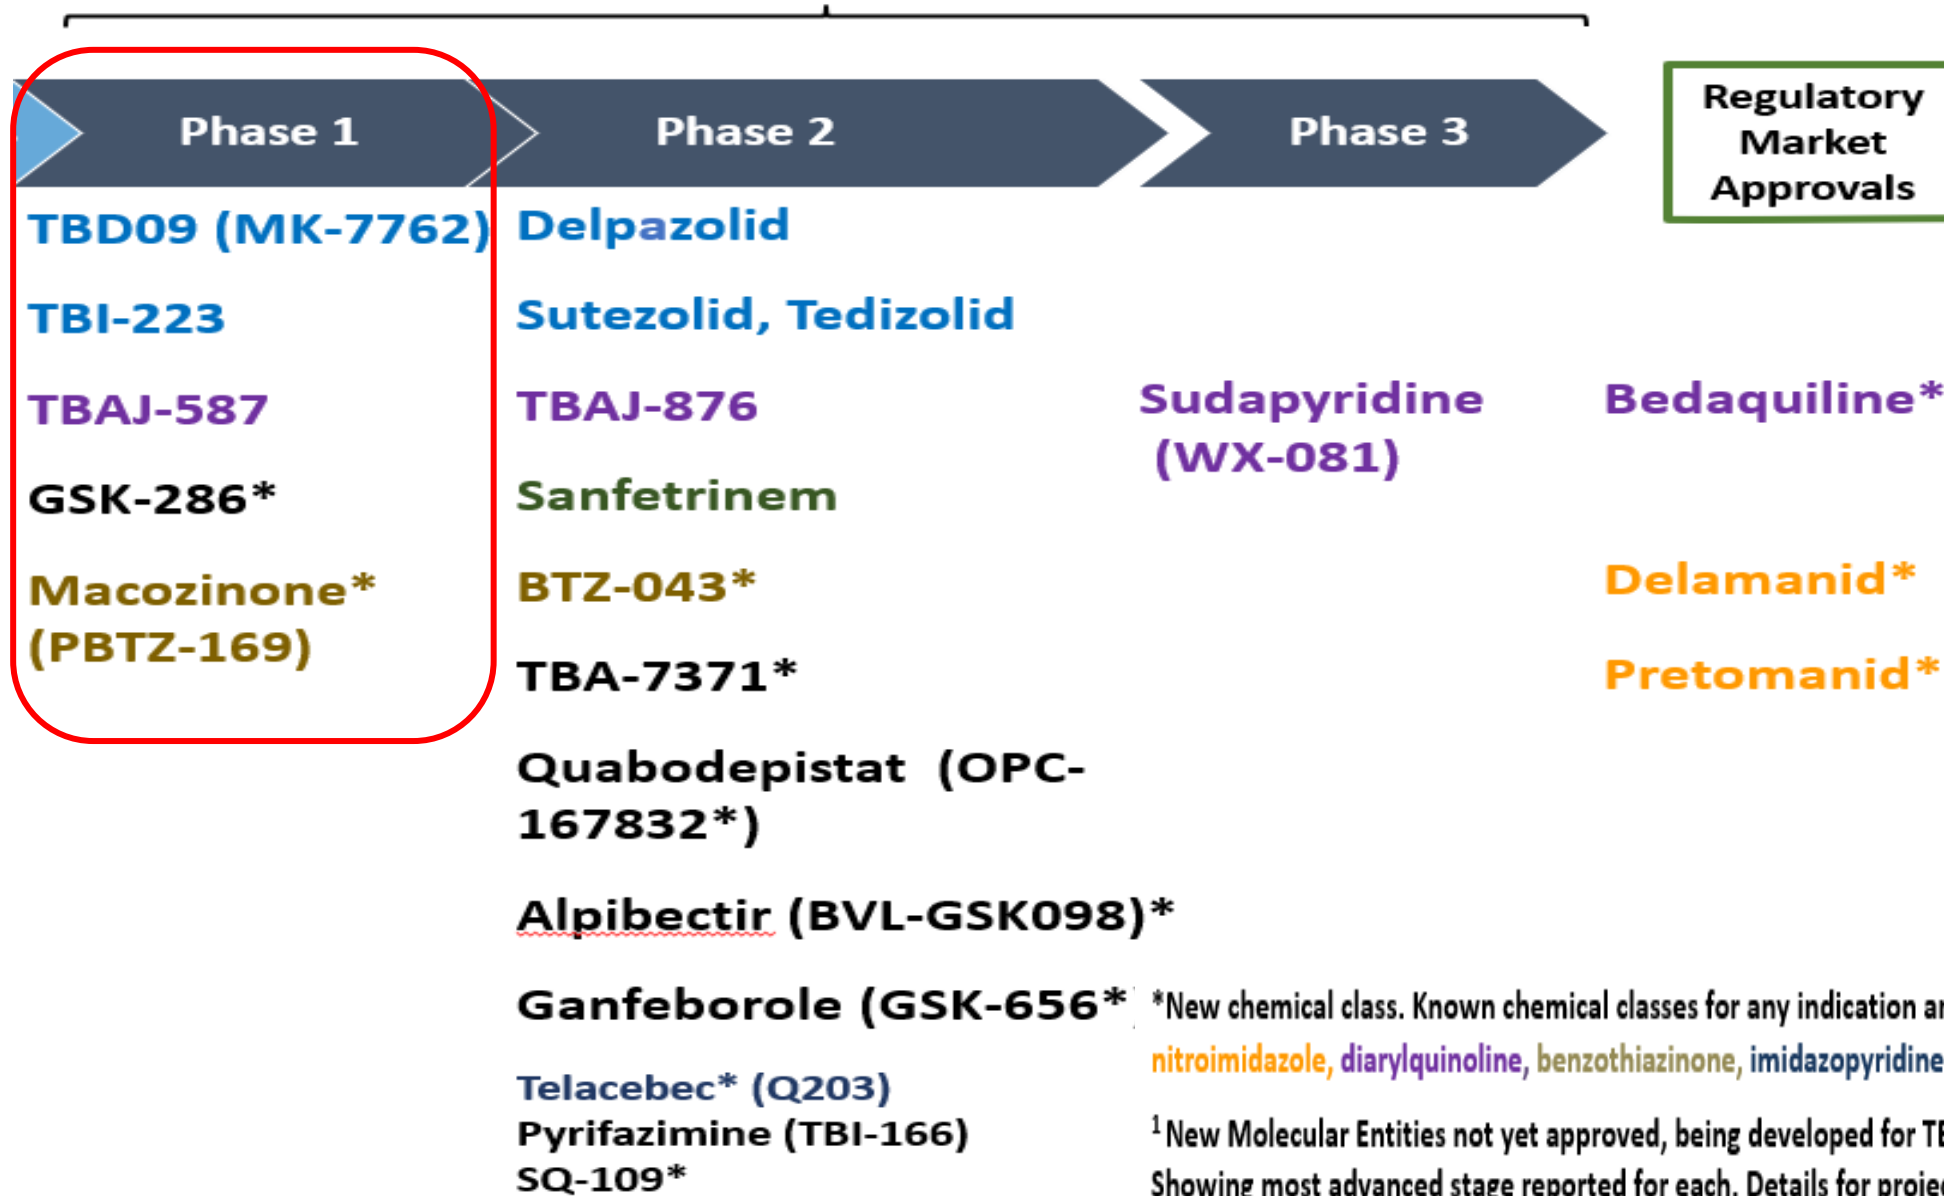 Phase 1
Phase 2
Phase 3
Regulatory
Market
Approvals
TBD09 (MK-7762)
TBI-223
TBAJ-587
GSK-286*
Macozinone*
(PBTZ-169)
Delpazolid
Sutezolid, Tedizolid
TBAJ-876
Sanfetrinem
BTZ-043*
TBA-7371*
Quabodepistat (OPC-
167832*)
Alpibectir (BVL-GSK098)*
Ganfeborole (GSK-656*
Telacebec* (Q203)
Pyrifazimine (TBI-166)
SQ-109*
Sudapyridine
(WX-081)
Bedaquiline*
Delamanid*
Pretomanid*
*New chemical class. Known chemical classes for any indication
nitroimidazole, diarylquinoline, benzothiazinone, imidazopyridine
1 New Molecular Entities not yet approved, being developed for
Showing most advanced stage reported for each. Details for